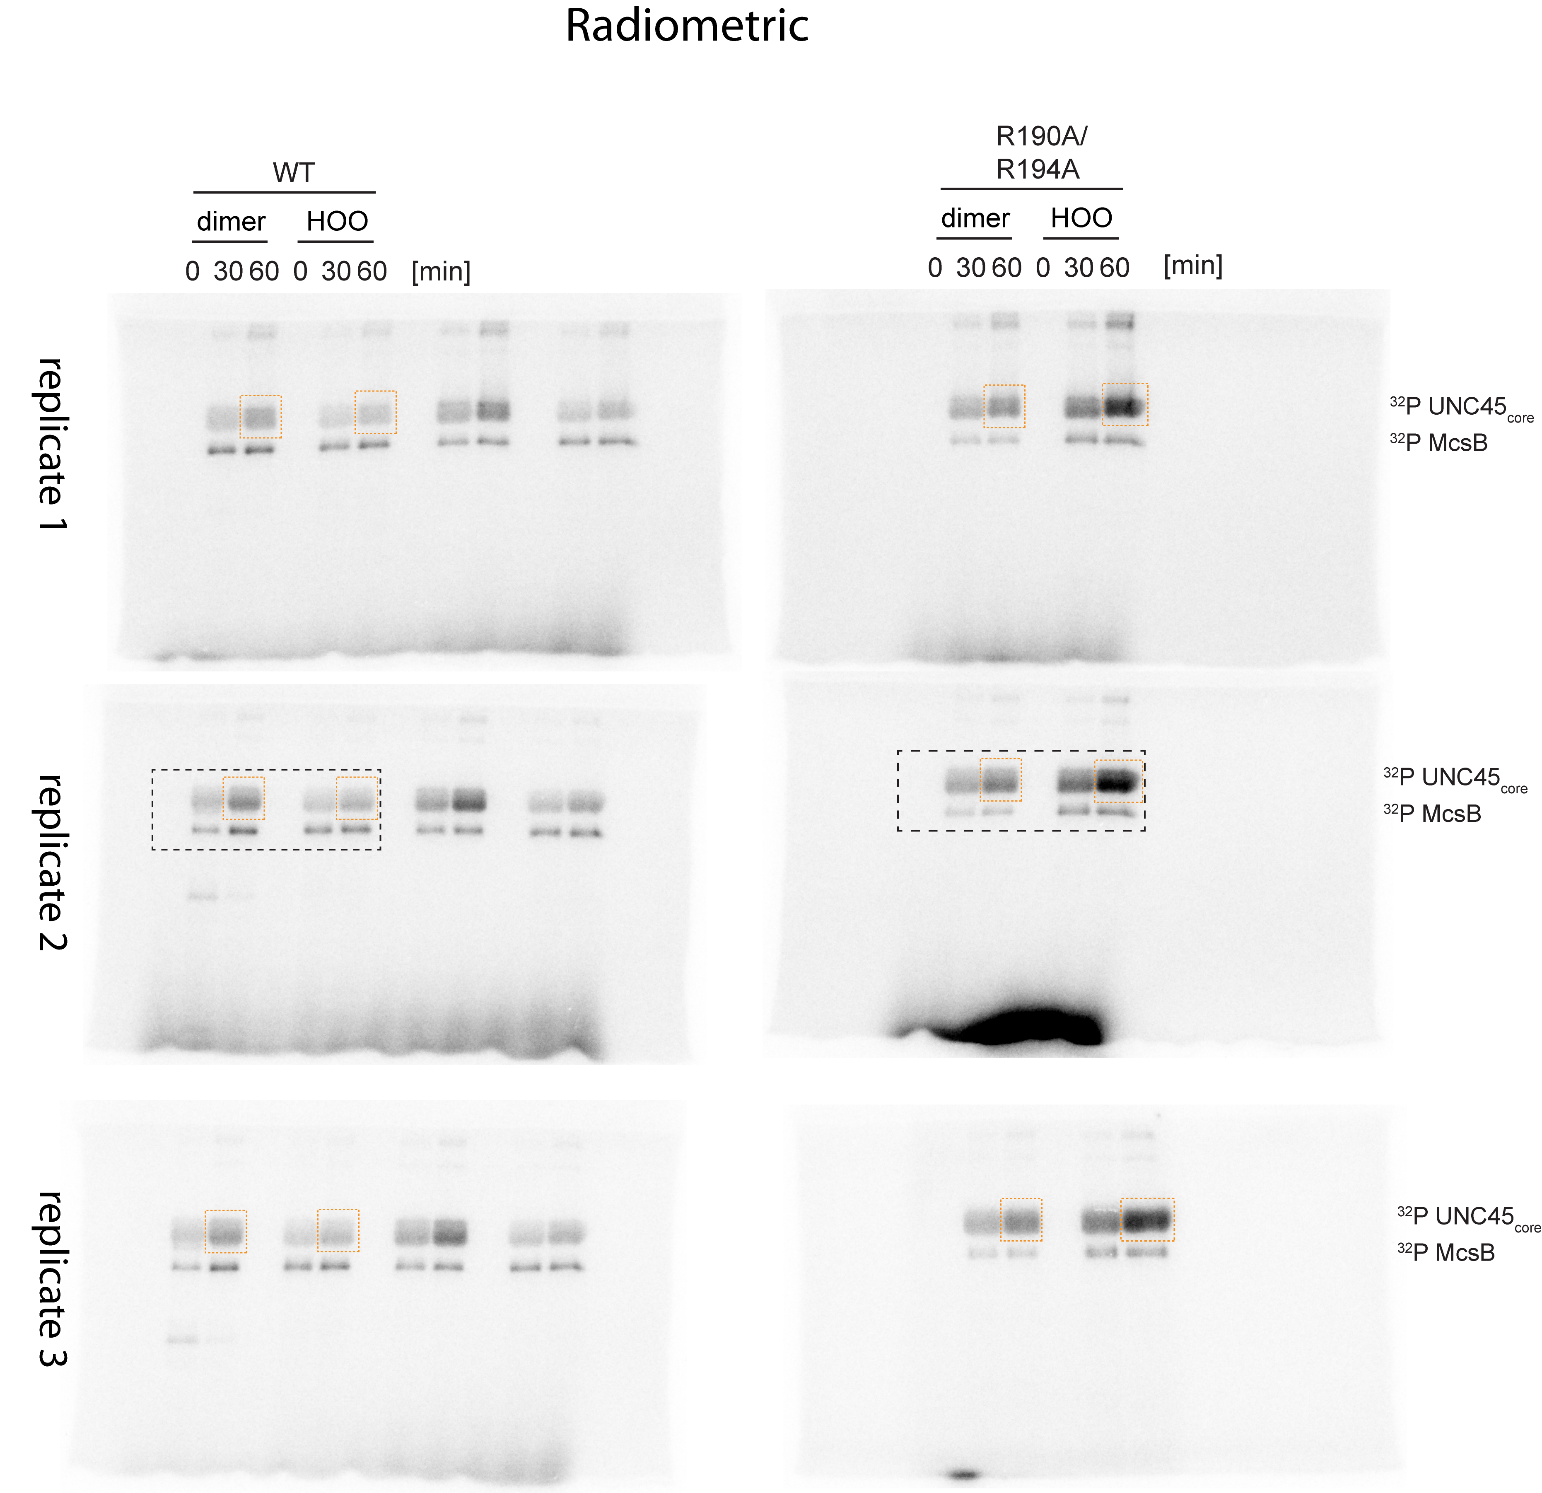 Radiometric
WT
dimer HOO
0 30 60 0 30 60 [min]
R190A/
R194A
dimer HOO
0 30 60 0 30 60 [min]
replicate 1
32P UNC45core
32P McsB
replicate 2
32P UNC45core
32P McsB
replicate 3
32P UNC45core
32P McsB